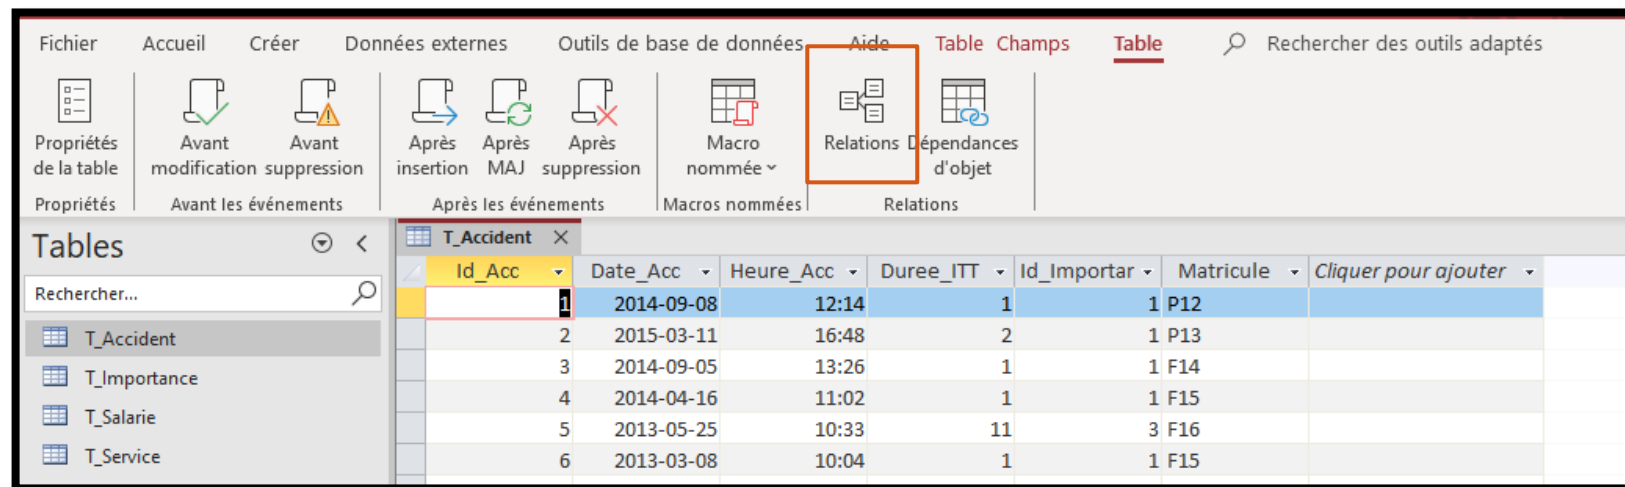 Fichier Accueil Créer Données externes Outils de base de données Aide Table Champs Table Rechercher des outils adaptés
Propriétés de la table
Avant modification
Avant suppression
Après insertion
Après MAJ
Après suppression
Macro nommée
Relations
Dépendances d'objet
Propriétés Avant les événements Après les événements Macros nommées Relations
Tables
Rechercher...
T_Accident
T_Importance
T_Salarie
T_Service
T_Accident
Id_Acc Date_Acc Heure_Acc Duree_ITT Id_Importar Matricule Cliquer pour ajouter
1 2014-09-08 12:14 1 1 P12
2 2015-03-11 16:48 2 1 P13
3 2014-09-05 13:26 1 1 F14
4 2014-04-16 11:02 1 1 F15
5 2013-05-25 10:33 11 3 F16
6 2013-03-08 10:04 1 1 F15